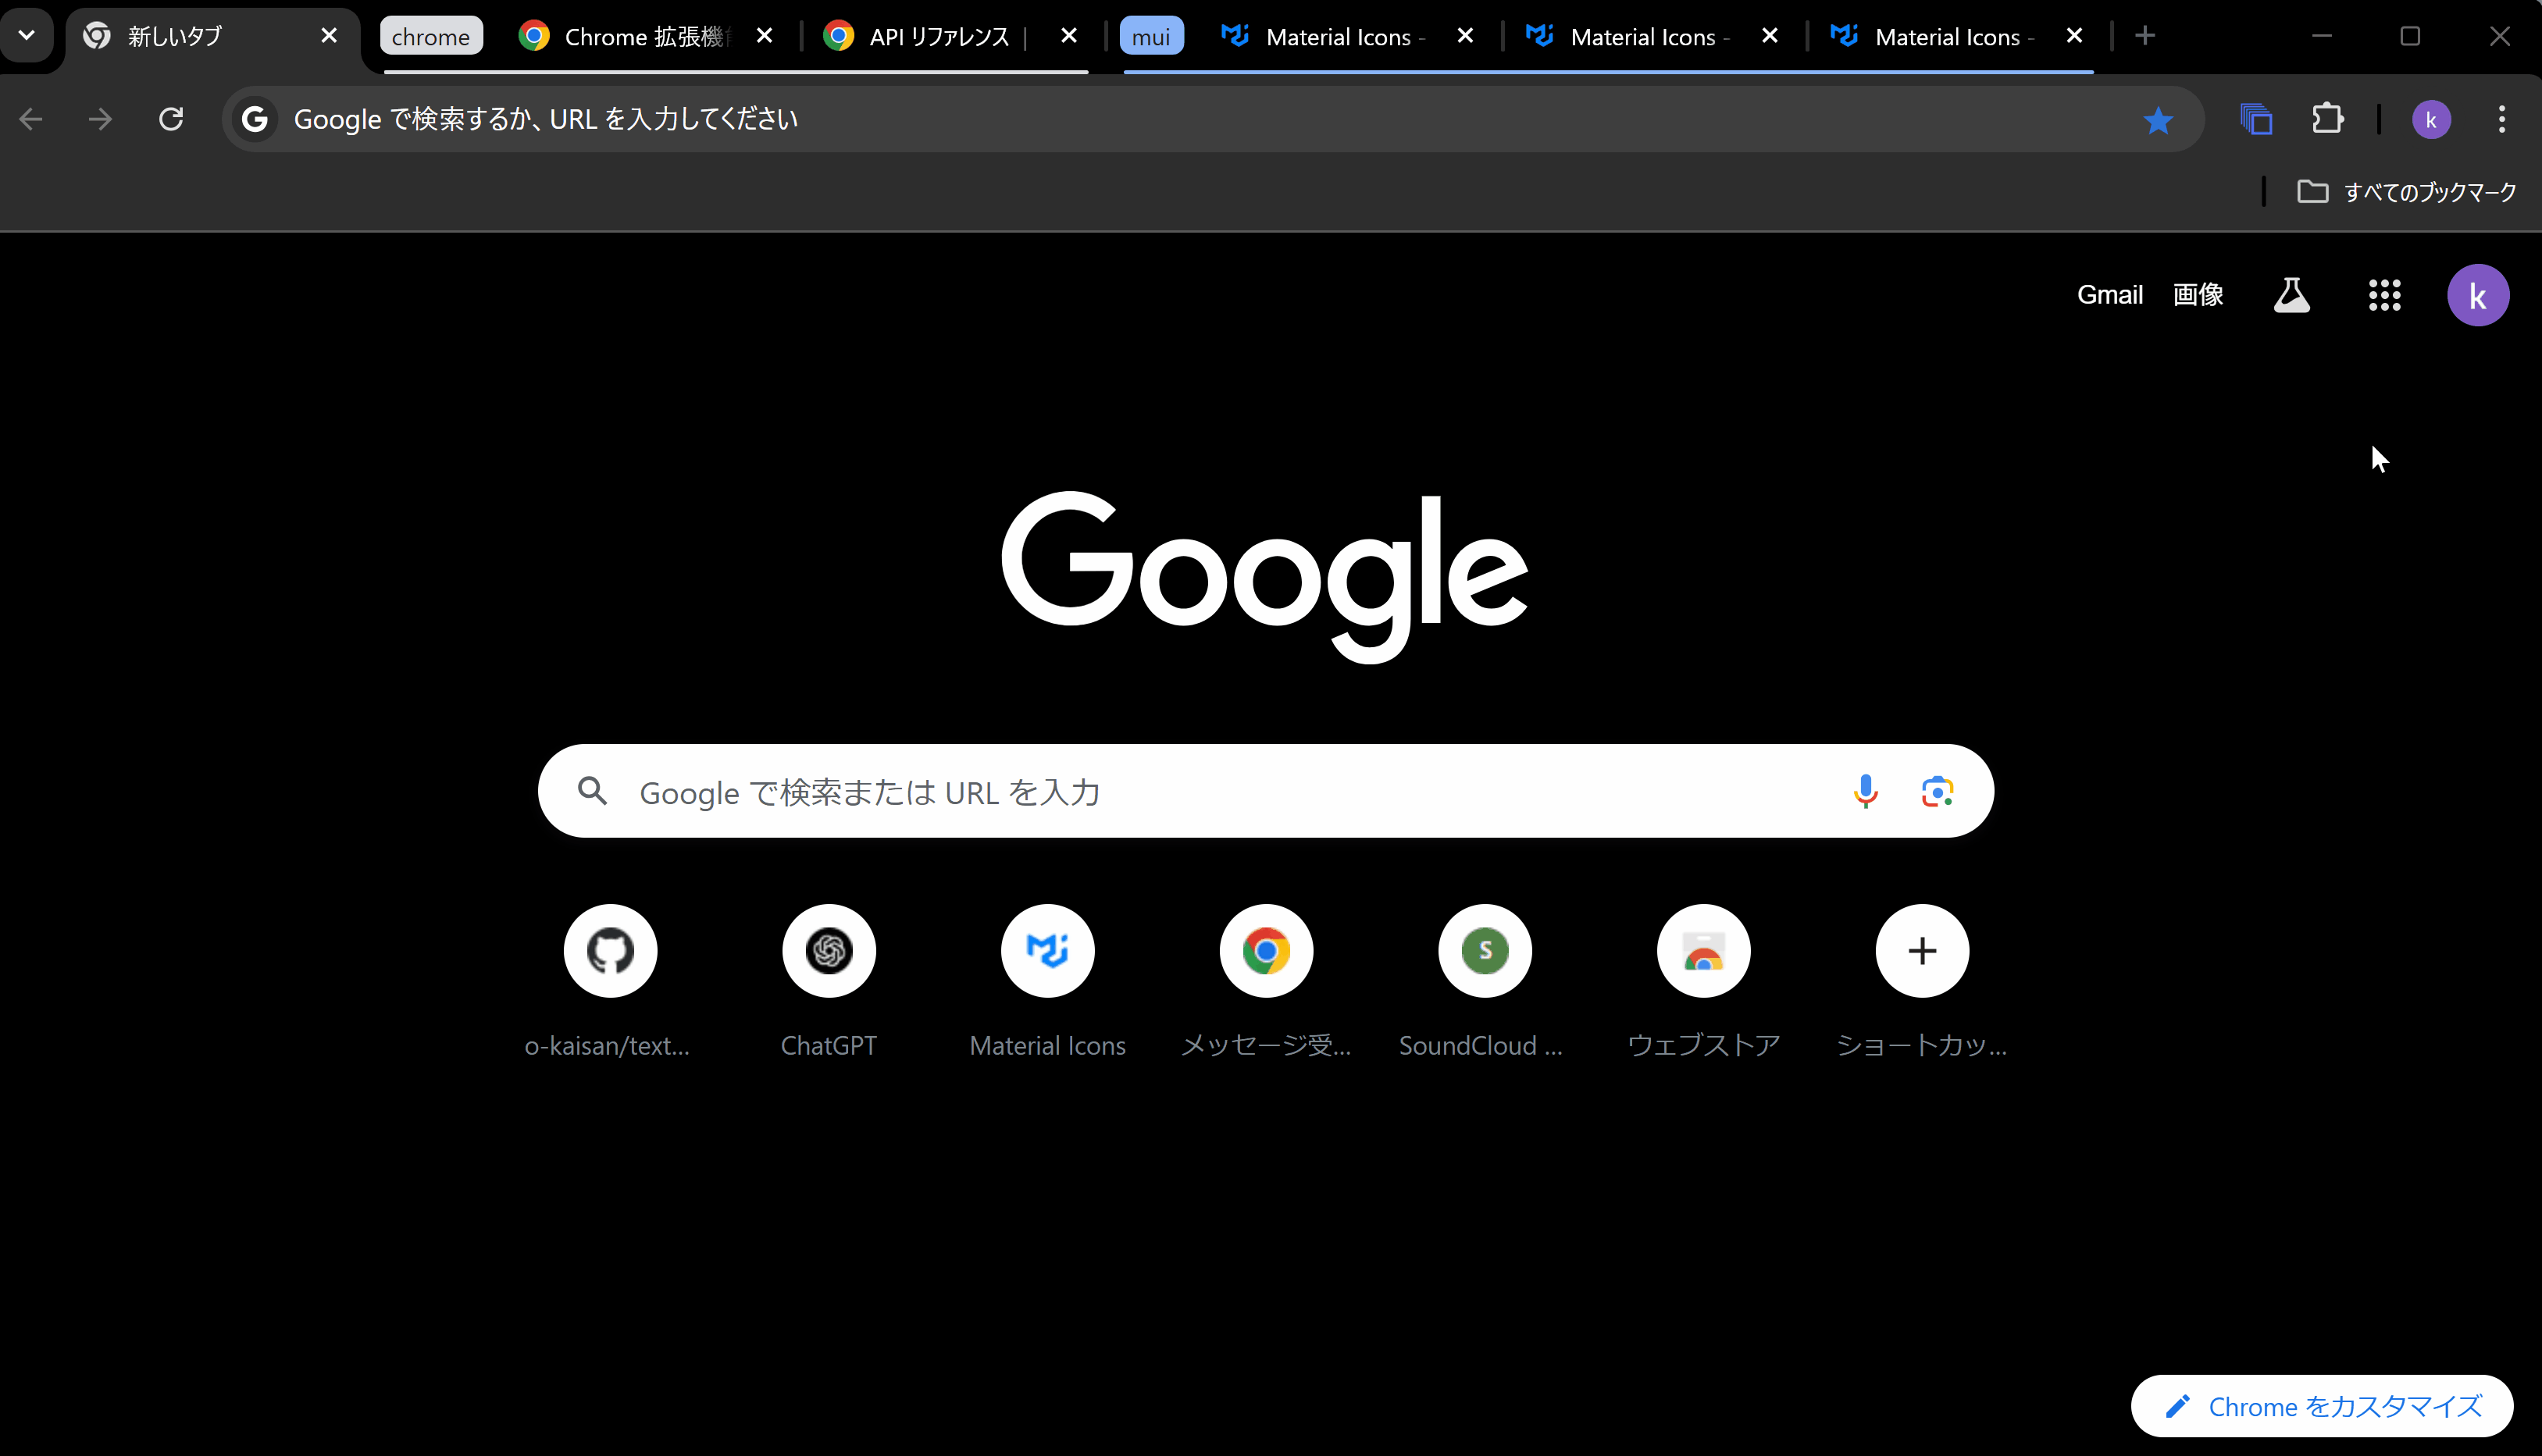 新しいタブ
chrome
Chrome 拡張機
API リファレンス |
mui
Material Icons -
Material Icons -
Material Icons -
Google で検索するか、URL を入力してください
k
すべてのブックマーク
Gmail
画像
k
Google
Google で検索または URL を入力
S
o-kaisan/text...
ChatGPT
Material Icons
メッセージ受...
SoundCloud ...
ウェブストア
ショートカッ...
Chrome をカスタマイズ